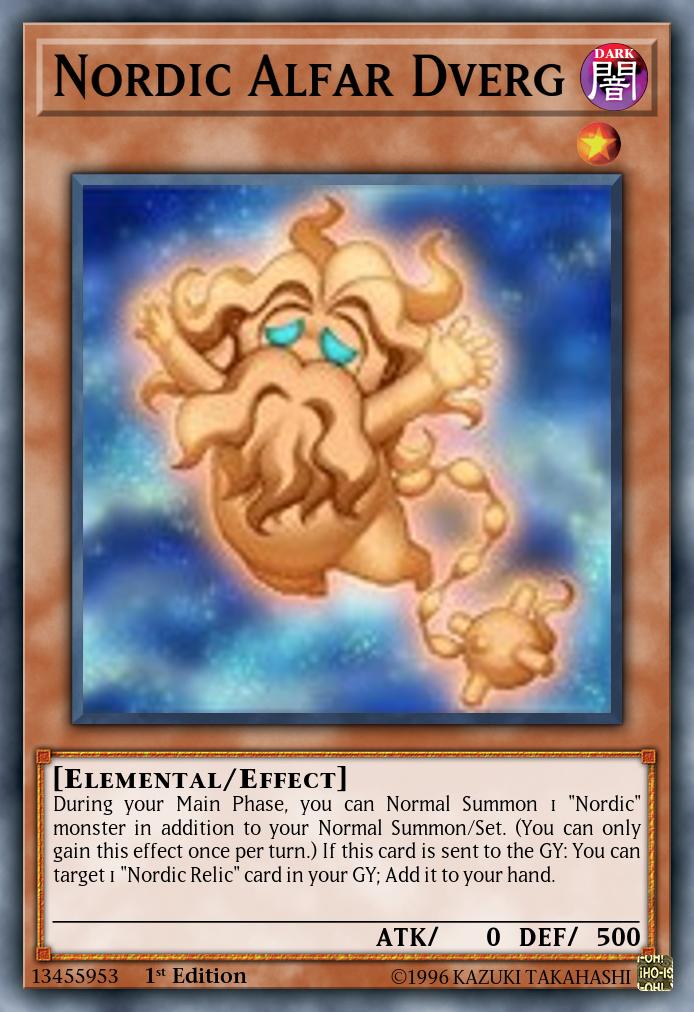 Nordic Alfar Dverg
DARK
闇
[Elemental/Effect]
During your Main Phase, you can Normal Summon 1 "Nordic"
monster in addition to your Normal Summon/Set. (You can only
gain this effect once per turn.) If this card is sent to the GY: You can
target 1 "Nordic Relic" card in your GY; Add it to your hand.
ATK/ 0 DEF/ 500
13455953 1st Edition ©1996 KAZUKI TAKAHASHI